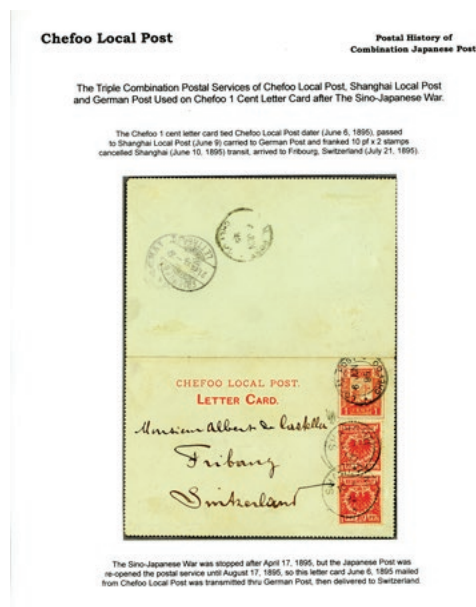 Chefoo Local Post
Postal History of
Combination Japanese Post
The Triple Combination Postal Services of Chefoo Local Post, Shanghai Local Post
and German Post Used on Chefoo 1 Cent Letter Card after The Sino-Japanese War.
The Chefoo 1 cent letter card tied Chefoo Local Post dater (June 6, 1895), passed
to Shanghai Local Post (June 9) carried to German Post and franked 10 pf x 2 stamps
cancelled Shanghai (June 10, 1895) transit, arrived to Fribourg, Switzerland (July 21, 1895).
CHEFOO LOCAL POST.
LETTER CARD.
Monsieur Albert de Castella
Fribourg
Switzerland
The Sino-Japanese War was stopped after April 17, 1895, but the Japanese Post was
re-opened the postal service until August 17, 1895, so this letter card June 6, 1895 mailed
from Chefoo Local Post was transmitted thru German Post, then delivered to Switzerland.